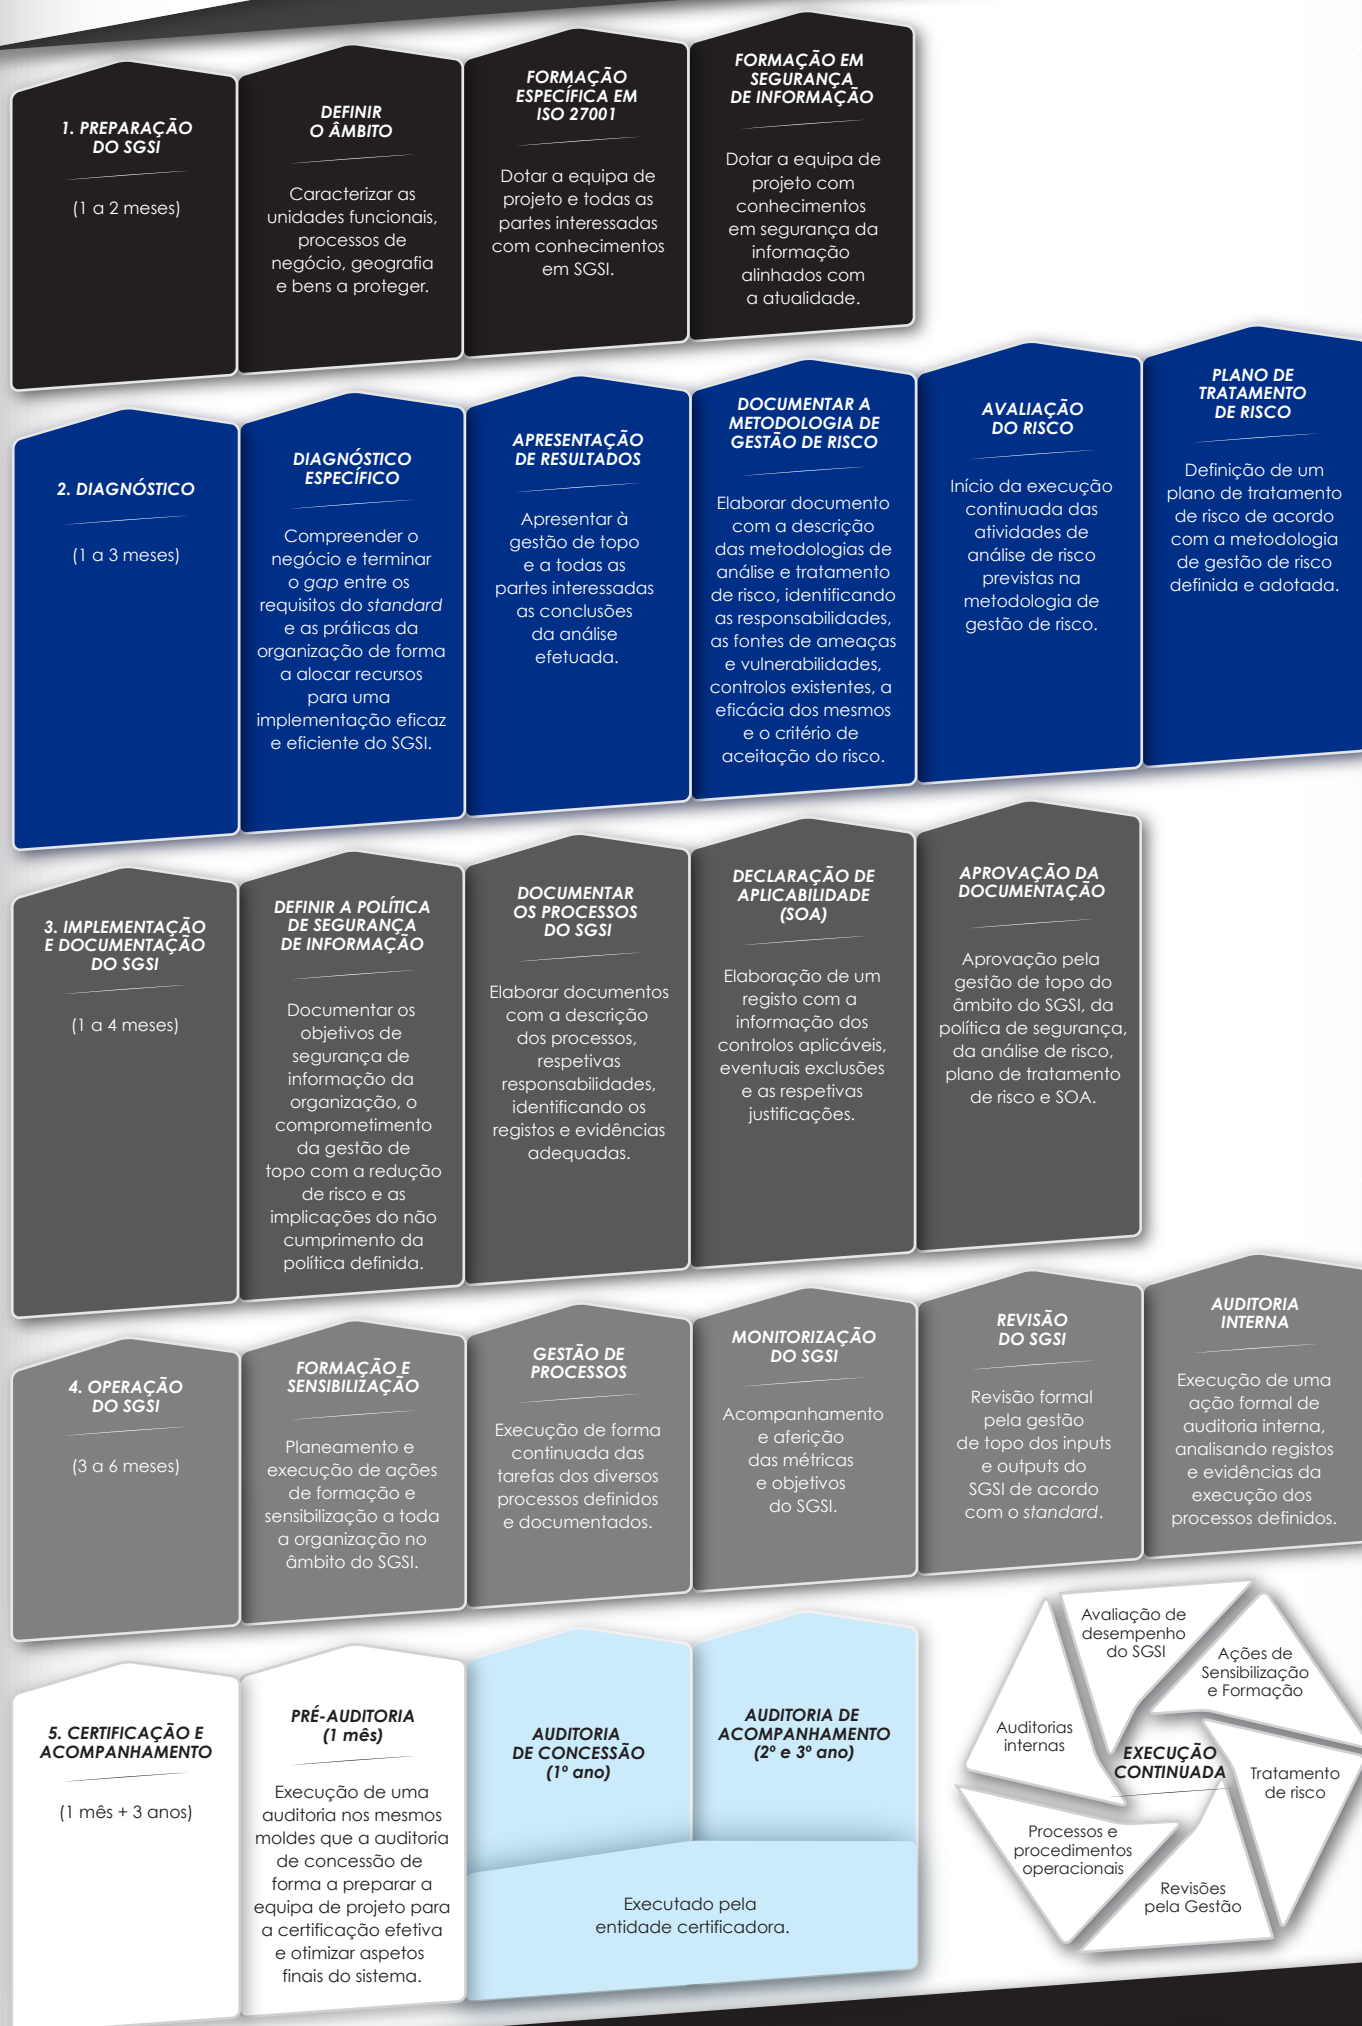 1. PREPARAÇÃO
DO SGSI
(1 a 2 meses)
DEFINIR
O ÂMBITO
Caracterizar as
unidades funcionais,
processos de
negócio, geografia
e bens a proteger.
FORMAÇÃO
ESPECÍFICA EM
ISO 27001
Dotar a equipa de
projeto e todas as
partes interessadas
com conhecimentos
em SGSI.
FORMAÇÃO EM
SEGURANÇA
DE INFORMAÇÃO
Dotar a equipa de
projeto com
conhecimentos
em segurança da
informação
alinhados com
a atualidade.
2. DIAGNÓSTICO
(1 a 3 meses)
DIAGNÓSTICO
ESPECÍFICO
Compreender o
negócio e terminar
o gap entre os
requisitos do standard
e as práticas da
organização de forma
a alocar recursos
para uma
implementação eficaz
e eficiente do SGSI.
APRESENTAÇÃO
DE RESULTADOS
Apresentar à
gestão de topo
e a todas as
partes interessadas
as conclusões
da análise
efetuada.
DOCUMENTAR A
METODOLOGIA DE
GESTÃO DE RISCO
Elaborar documento
com a descrição
das metodologias de
análise e tratamento
de risco, identificando
as responsabilidades,
as fontes de ameaças
e vulnerabilidades,
controlos existentes, a
eficácia dos mesmos
e o critério de
aceitação do risco.
AVALIAÇÃO
DO RISCO
Início da execução
continuada das
atividades de
análise de risco
previstas na
metodologia de
gestão de risco.
PLANO DE
TRATAMENTO
DE RISCO
Definição de um
plano de tratamento
de risco de acordo
com a metodologia
de gestão de risco
definida e adotada.
3. IMPLEMENTAÇÃO
E DOCUMENTAÇÃO
DO SGSI
(1 a 4 meses)
DEFINIR A POLÍTICA
DE SEGURANÇA
DE INFORMAÇÃO
Documentar os
objetivos de
segurança de
informação da
organização, o
comprometimento
da gestão de
topo com a redução
de risco e as
implicações do não
cumprimento da
política definida.
DOCUMENTAR
OS PROCESSOS
DO SGSI
Elaborar documentos
com a descrição
dos processos,
respetivas
responsabilidades,
identificando os
registos e evidências
adequadas.
DECLARAÇÃO DE
APLICABILIDADE
(SOA)
Elaboração de um
registo com a
informação dos
controlos aplicáveis,
eventuais exclusões
e as respetivas
justificações.
APROVAÇÃO DA
DOCUMENTAÇÃO
Aprovação pela
gestão de topo do
âmbito do SGSI, da
política de segurança,
da análise de risco,
plano de tratamento
de risco e SOA.
4. OPERAÇÃO
DO SGSI
(3 a 6 meses)
FORMAÇÃO E
SENSIBILIZAÇÃO
Planeamento e
execução de ações
de formação e
sensibilização a toda
a organização no
âmbito do SGSI.
GESTÃO DE
PROCESSOS
Execução de forma
continuada das
tarefas dos diversos
processos definidos
e documentados.
MONITORIZAÇÃO
DO SGSI
Acompanhamento
e aferição
das métricas
e objetivos
do SGSI.
REVISÃO
DO SGSI
Revisão formal
pela gestão
de topo dos inputs
e outputs do
SGSI de acordo
com o standard.
AUDITORIA
INTERNA
Execução de uma
ação formal de
auditoria interna,
analisando registos
e evidências da
execução dos
processos definidos.
5. CERTIFICAÇÃO E
ACOMPANHAMENTO
(1 mês + 3 anos)
PRÉ-AUDITORIA
(1 mês)
Execução de uma
auditoria nos mesmos
moldes que a auditoria
de concessão de
forma a preparar a
equipa de projeto para
a certificação efetiva
e otimizar aspetos
finais do sistema.
AUDITORIA
DE CONCESSÃO
(1º ano)
AUDITORIA DE
ACOMPANHAMENTO
(2º e 3º ano)
Executado pela
entidade certificadora.
Avaliação de
desempenho
do SGSI
Ações de
Sensibilização
e Formação
Auditorias
internas
EXECUÇÃO
CONTINUADA
Tratamento
de risco
Processos e
procedimentos
operacionais
Revisões
pela Gestão